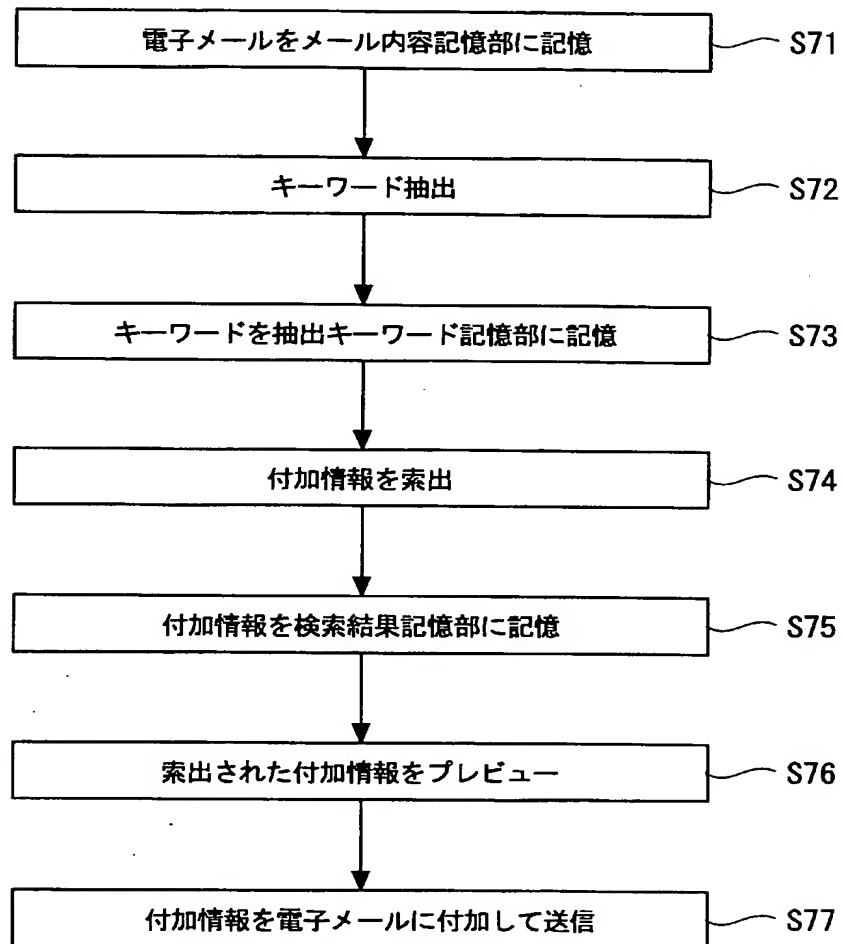 電子メールをメール内容記憶部に記憶 S71
キーワード抽出 S72
キーワードを抽出キーワード記憶部に記憶 S73
付加情報を索出 S74
付加情報を検索結果記憶部に記憶 S75
索出された付加情報をプレビュー S76
付加情報を電子メールに付加して送信 S77